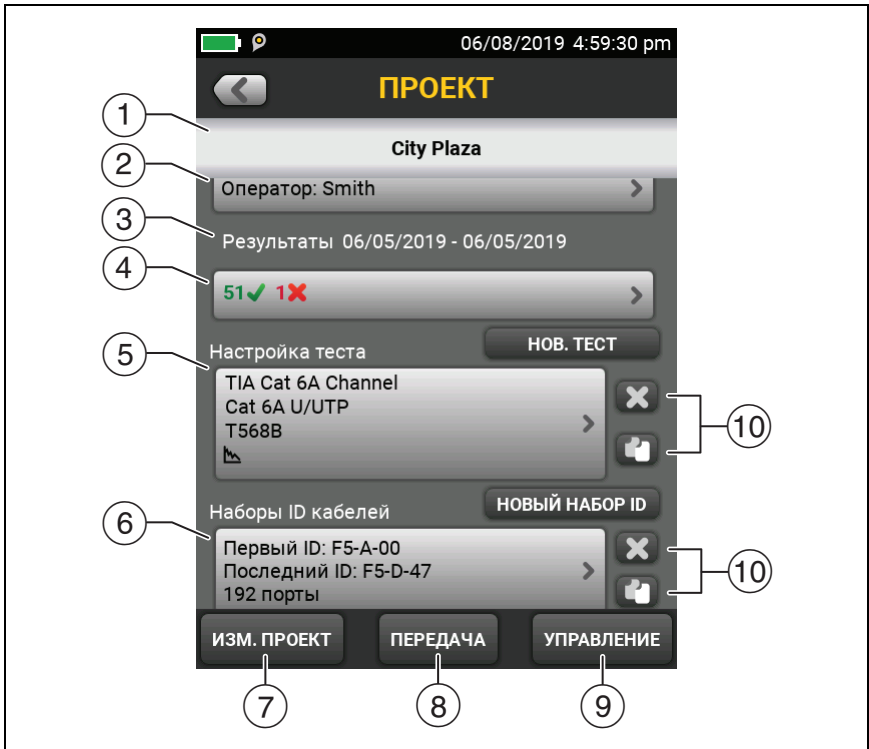 06/08/2019 4:59:30 pm
ПРОЕКТ
1
City Plaza
2
Оператор: Smith
3
Результаты 06/05/2019 - 06/05/2019
4
51 1
5
Настройка теста
НОВ. ТЕСТ
TIA Cat 6A Channel
Cat 6A U/UTP
T568B
10
6
Наборы ID кабелей
НОВЫЙ НАБОР ID
Первый ID: F5-A-00
Последний ID: F5-D-47
192 порты
10
ИЗМ. ПРОЕКТ
ПЕРЕДАЧА
УПРАВЛЕНИЕ
7
8
9